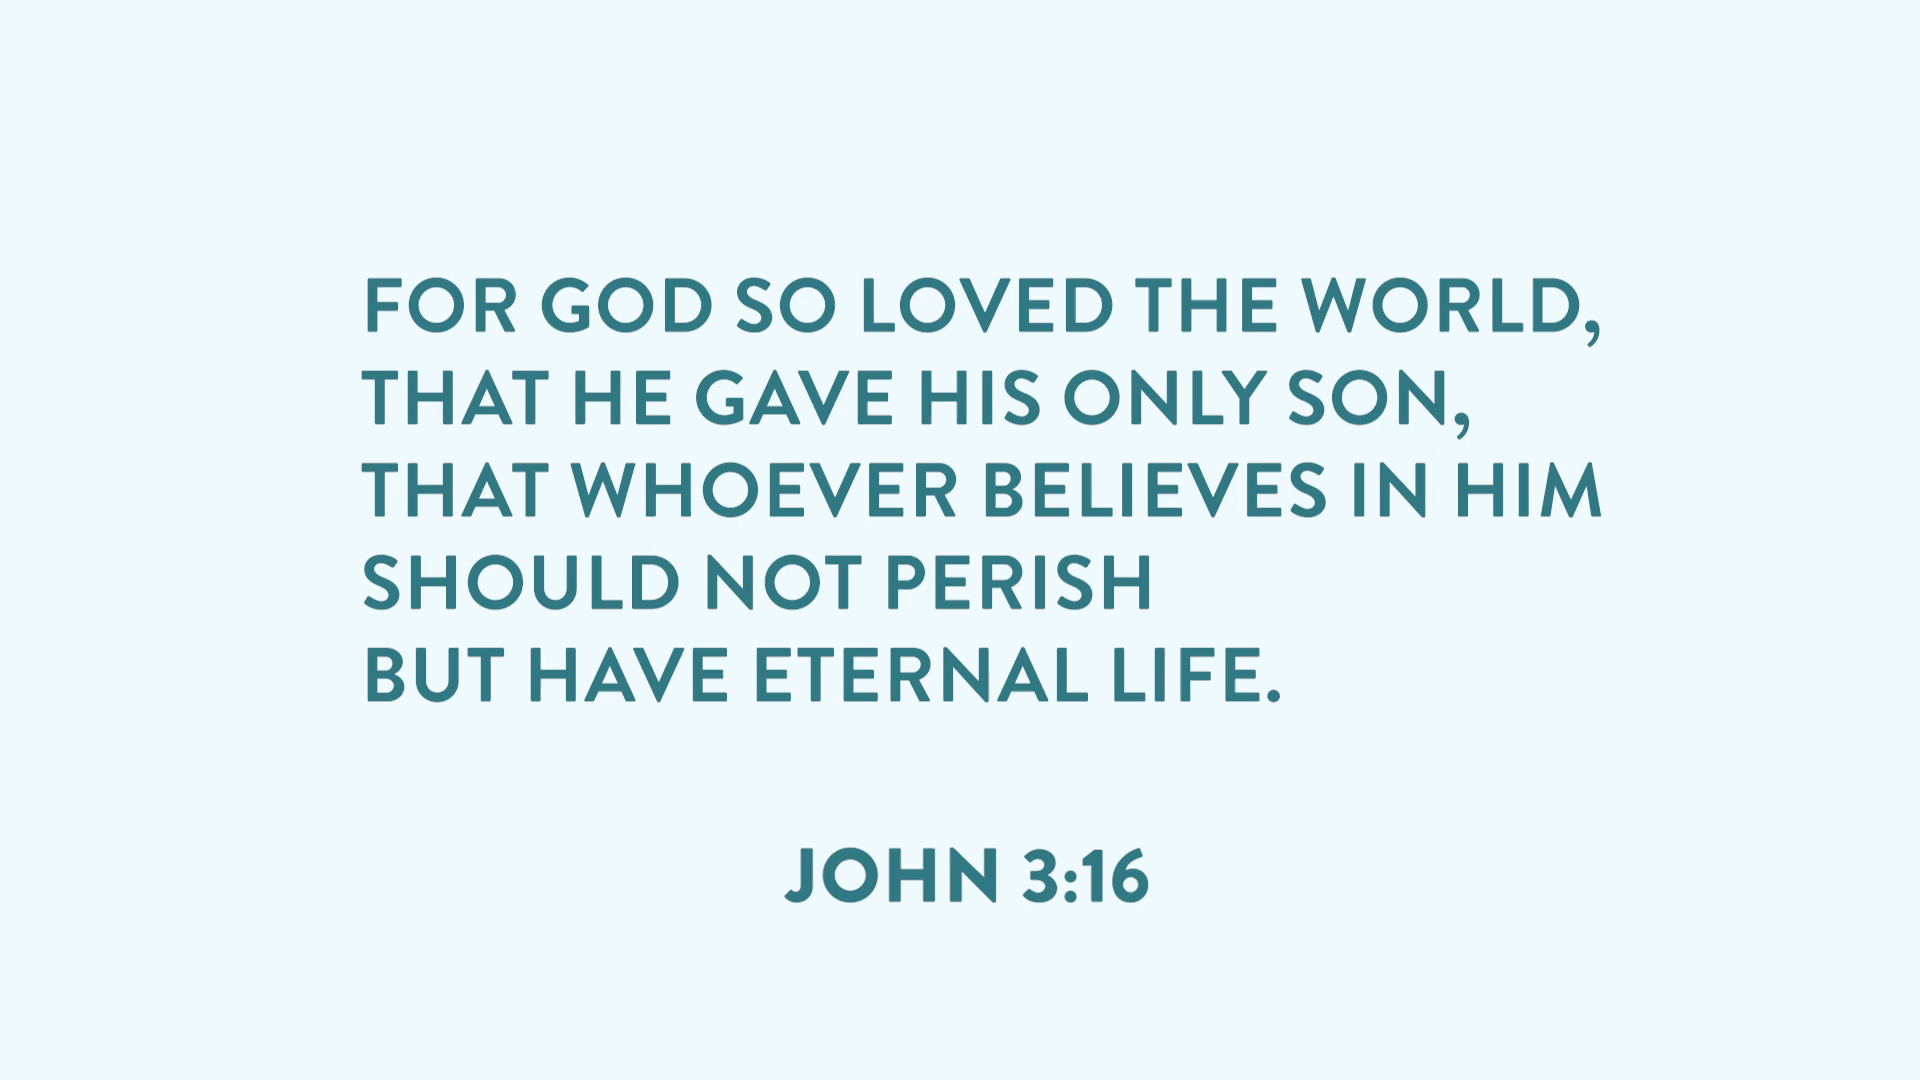 FOR GOD SO LOVED THE WORLD,
THAT HE GAVE HIS ONLY SON,
THAT WHOEVER BELIEVES IN HIM
SHOULD NOT PERISH
BUT HAVE ETERNAL LIFE.
JOHN 3:16